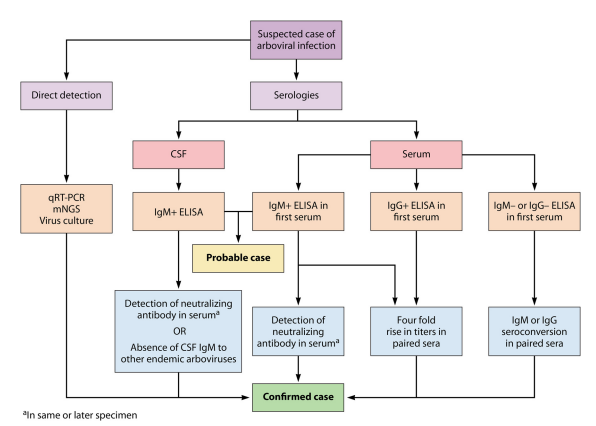 Suspected case of
arboviral infection
Direct detection
Serologies
CSF
Serum
qRT-PCR
mNGS
Virus culture
IgM+ ELISA
IgM+ ELISA in
first serum
IgG+ ELISA in
first serum
IgM– or IgG– ELISA
in first serum
Probable case
Detection of neutralizing
antibody in serumᵃ
OR
Absence of CSF IgM to
other endemic arboviruses
Detection of
neutralizing
antibody in serumᵃ
Four fold
rise in titers in
paired sera
IgM or IgG
seroconversion
in paired sera
Confirmed case
ᵃIn same or later specimen